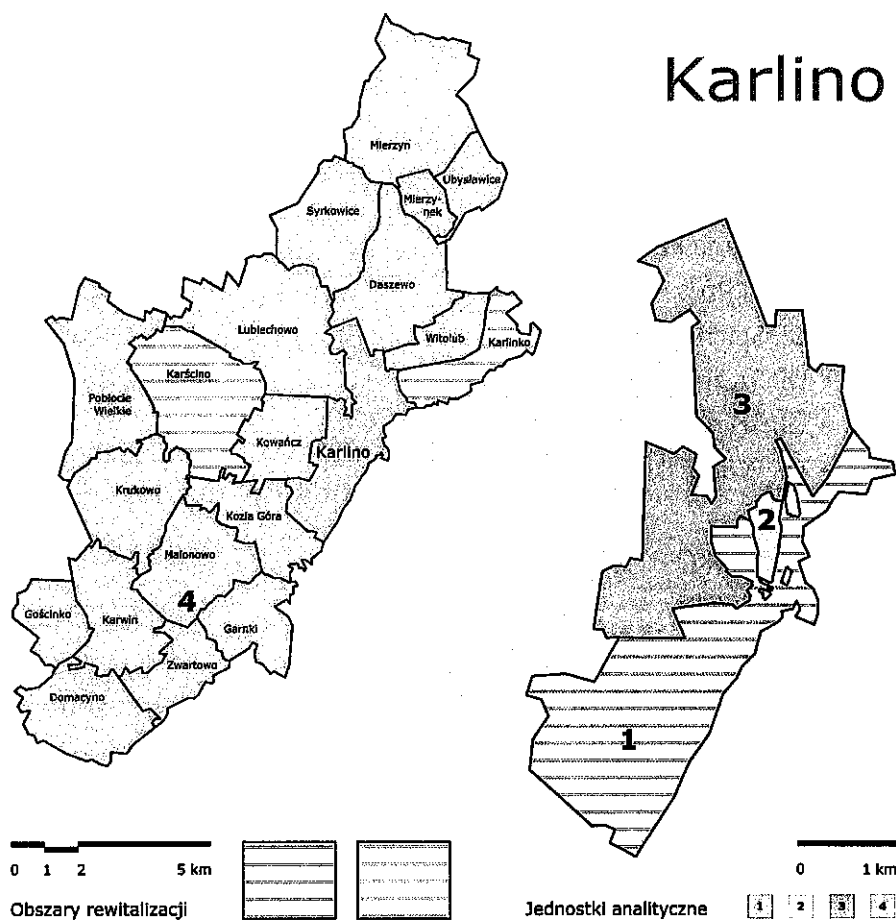 Karlino
Mierzyn
Ubysławice
Mierzy-
nek
Syrkowice
Daszewo
Lubiechowo
Witolub
Karlinko
Karścino
Pobłocie
Wielkie
Kowańcz
Karlino
Krukowo
Kozia Góra
Malonowo
4
Gościnko
Karwin
Garnki
Zwartowo
Domacyno
3
2
1
0 1 2 5 km
0 1 km
Obszary rewitalizacji
Jednostki analityczne 1 2 3 4